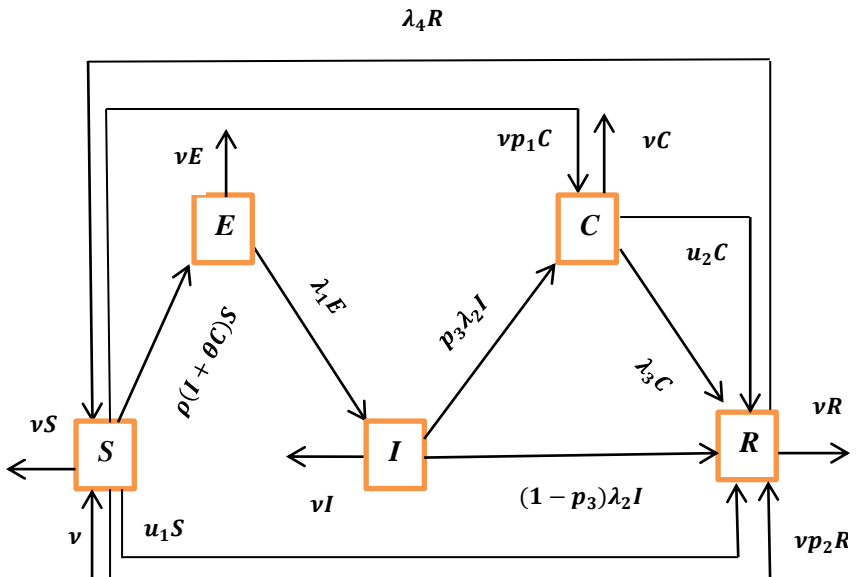 λ₄R
νp₁C
νC
νE
E
C
u₂C
λ₁E
p₃λ₂I
ρ(I + θC)S
λ₃C
νS
νR
S
I
R
νI
(1 − p₃)λ₂I
ν
u₁S
νp₂R